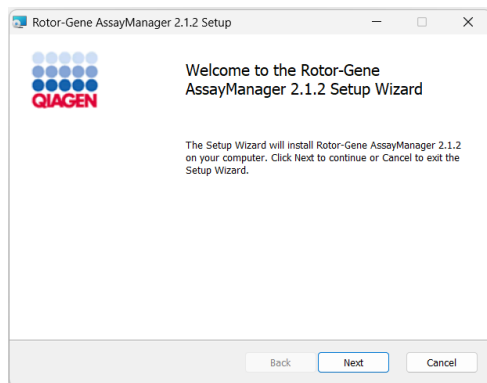 Rotor-Gene AssayManager 2.1.2 Setup
QIAGEN
Welcome to the Rotor-Gene
AssayManager 2.1.2 Setup Wizard
The Setup Wizard will install Rotor-Gene AssayManager 2.1.2
on your computer. Click Next to continue or Cancel to exit the
Setup Wizard.
Back
Next
Cancel